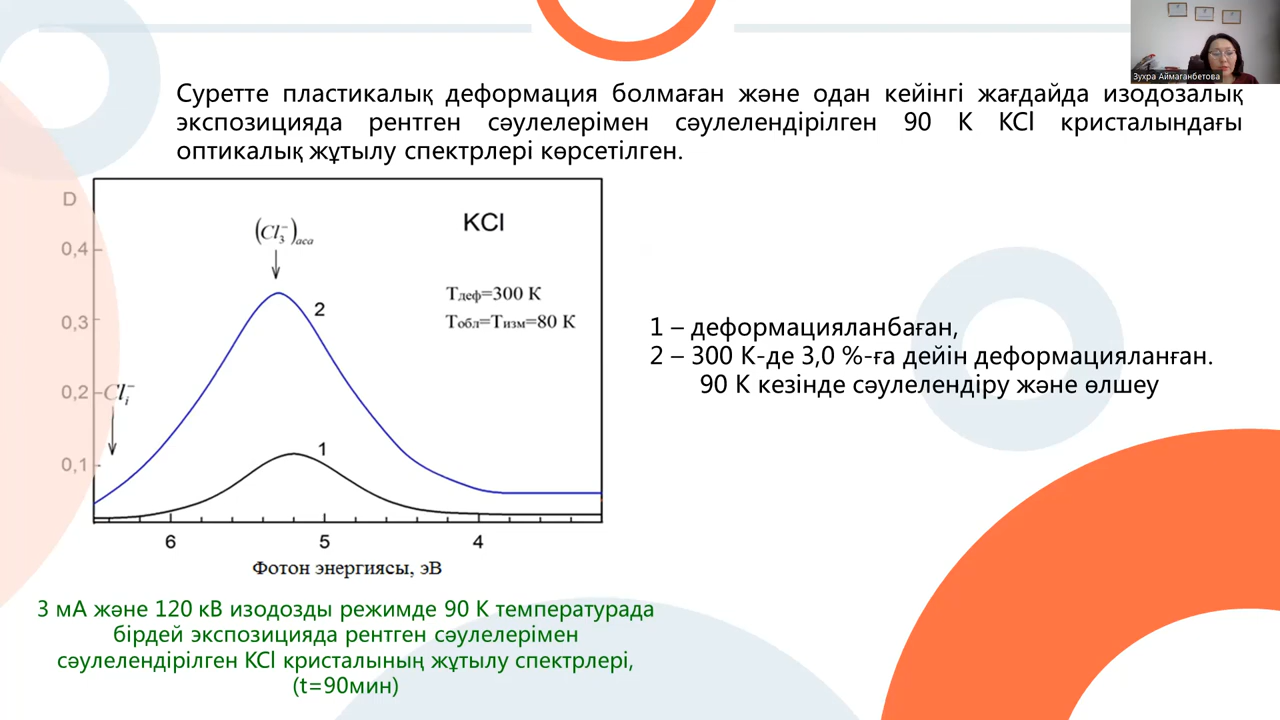 Зухра Аймаганбетова
Суретте пластикалық деформация болмаған және одан кейінгі жағдайда изодозалық
экспозицияда рентген сәулелерімен сәулелендірілген 90 К KCl кристалындағы
оптикалық жұтылу спектрлері көрсетілген.
D
(Cl₃⁻)аса
KCl
0,4
Tдеф=300 К
2
0,3
Tобл=Tизм=80 К
0,2
Clᵢ⁻
1
0,1
6 5 4
Фотон энергиясы, эВ
1 – деформацияланбаған,
2 – 300 К-де 3,0 %-ға дейін деформацияланған.
90 К кезінде сәулелендіру және өлшеу
3 мА және 120 кВ изодозды режимде 90 К температурада
бірдей экспозицияда рентген сәулелерімен
сәулелендірілген KCl кристалының жұтылу спектрлері,
(t=90мин)